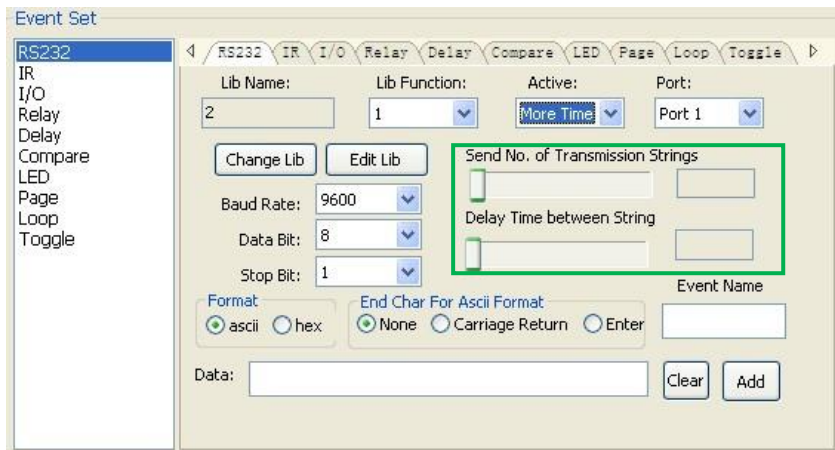 Event Set
RS232
IR
I/O
Relay
Delay
Compare
LED
Page
Loop
Toggle
RS232 IR I/O Relay Delay Compare LED Page Loop Toggle
Lib Name: Lib Function: Active: Port:
2 1 More Time Port 1
Change Lib Edit Lib Send No. of Transmission Strings
Baud Rate: 9600
Delay Time between String
Data Bit: 8
Stop Bit: 1
Event Name
Format End Char For Ascii Format
ascii hex None Carriage Return Enter
Data: Clear Add